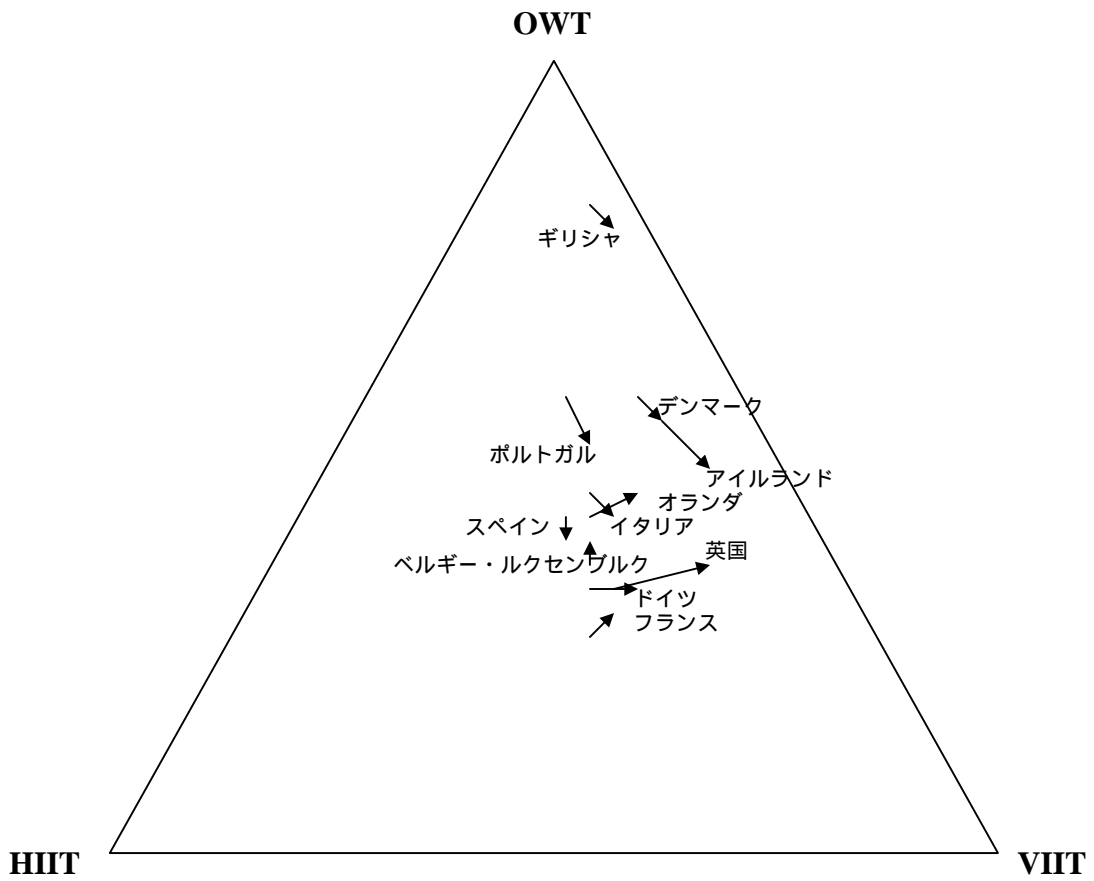 OWT
ギリシャ
デンマーク
ポルトガル
アイルランド
オランダ
スペイン
イタリア
英国
ベルギー・ルクセンブルク
ドイツ
フランス
HIIT
VIIT